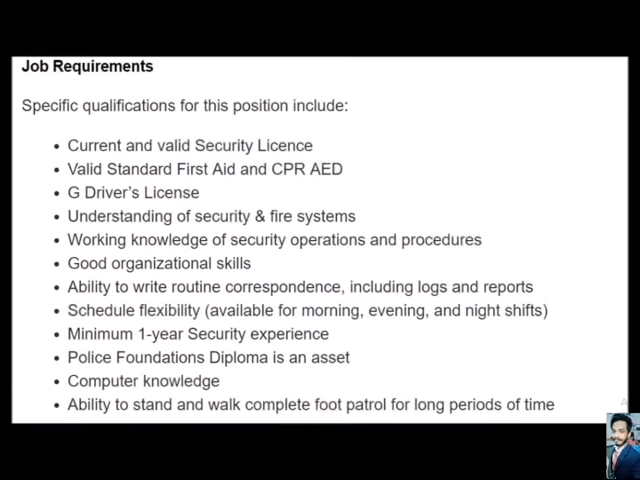 Job Requirements
Specific qualifications for this position include:
• Current and valid Security Licence
• Valid Standard First Aid and CPR AED
• G Driver's License
• Understanding of security & fire systems
• Working knowledge of security operations and procedures
• Good organizational skills
• Ability to write routine correspondence, including logs and reports
• Schedule flexibility (available for morning, evening, and night shifts)
• Minimum 1-year Security experience
• Police Foundations Diploma is an asset
• Computer knowledge
• Ability to stand and walk complete foot patrol for long periods of time